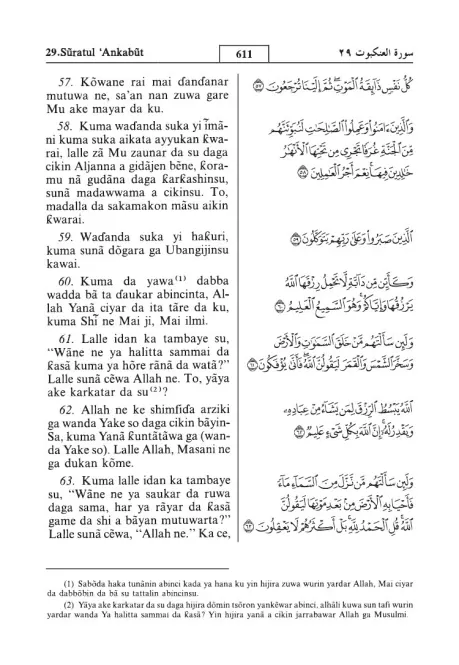 29.Sūratul 'Ankabūt
611
سورة العنكبوت ٢٩
57. Kōwane rai mai ɗanɗanar
mutuwa ne, sa'an nan zuwa gare
Mu ake mayar da ku.
58. Kuma waɗanda suka yi īmā-
ni kuma suka aikata ayyukan ƙwa-
rai, lalle zā Mu zaunar da su daga
cikin Aljanna a gidājen bēne, ƙora-
mu nā gudāna daga ƙarƙashinsu,
sunā madawwama a cikinsu. To,
madalla da sakamakon māsu aikin
ƙwarai.
59. Waɗanda suka yi haƙuri,
kuma sunā dōgara ga Ubangijinsu
kawai.
60. Kuma da yawa(1) dabba
wadda bā ta ɗaukar abincinta, Al-
lah Yanā ciyar da ita tāre da ku,
kuma Shī ne Mai ji, Mai ilmi.
61. Lalle idan ka tambaye su,
"Wāne ne ya halitta sammai da
ƙasā kuma ya hōre rānā da watā?"
Lalle sunā cēwa Allah ne. To, yāya
ake karkatar da su(2)?
62. Allah ne ke shimfiɗa arziki
ga wanda Yake so daga cikin bāyin-
Sa, kuma Yanā ƙuntātāwa ga (wan-
da Yake so). Lalle Allah, Masani ne
ga dukan kōme.
63. Kuma lalle idan ka tambaye
su, "Wāne ne ya saukar da ruwa
daga sama, har ya rāyar da ƙasā
game da shi a bāyan mutuwarta?"
Lalle sunā cēwa, "Allah ne." Ka ce,
كُلُّ نَفْسٍ ذَآئِقَةُ ٱلْمَوْتِ ثُمَّ إِلَيْنَا تُرْجَعُونَ ٥٧
وَٱلَّذِينَ ءَامَنُوا۟ وَعَمِلُوا۟ ٱلصَّٰلِحَٰتِ لَنُبَوِّئَنَّهُم
مِّنَ ٱلْجَنَّةِ غُرَفًا تَجْرِى مِن تَحْتِهَا ٱلْأَنْهَٰرُ
خَٰلِدِينَ فِيهَا نِعْمَ أَجْرُ ٱلْعَٰمِلِينَ ٥٨
ٱلَّذِينَ صَبَرُوا۟ وَعَلَىٰ رَبِّهِمْ يَتَوَكَّلُونَ ٥٩
وَكَأَيِّن مِّن دَآبَّةٍ لَّا تَحْمِلُ رِزْقَهَا ٱللَّهُ
يَرْزُقُهَا وَإِيَّاكُمْ وَهُوَ ٱلسَّمِيعُ ٱلْعَلِيمُ ٦٠
وَلَئِن سَأَلْتَهُم مَّنْ خَلَقَ ٱلسَّمَٰوَٰتِ وَٱلْأَرْضَ
وَسَخَّرَ ٱلشَّمْسَ وَٱلْقَمَرَ لَيَقُولُنَّ ٱللَّهُ فَأَنَّىٰ يُؤْفَكُونَ ٦١
ٱللَّهُ يَبْسُطُ ٱلرِّزْقَ لِمَن يَشَآءُ مِنْ عِبَادِهِۦ
وَيَقْدِرُ لَهُۥٓ إِنَّ ٱللَّهَ بِكُلِّ شَىْءٍ عَلِيمٌ ٦٢
وَلَئِن سَأَلْتَهُم مَّن نَّزَّلَ مِنَ ٱلسَّمَآءِ مَآءً
فَأَحْيَا بِهِ ٱلْأَرْضَ مِنۢ بَعْدِ مَوْتِهَا لَيَقُولُنَّ
ٱللَّهُ قُلِ ٱلْحَمْدُ لِلَّهِ بَلْ أَكْثَرُهُمْ لَا يَعْقِلُونَ ٦٣
(1) Sabōda haka tunānin abinci kada ya hana ku yin hijira zuwa wurin yardar Allah, Mai ciyar
da dabbōbin da bā su tattalin abincinsu.
(2) Yāya ake karkatar da su daga hijira dōmin tsōron yankēwar abinci, alhāli kuwa sun tafi wurin
yardar wanda Ya halitta sammai da ƙasā? Yin hijira yanā a cikin jarrabawar Allah ga Musulmi.